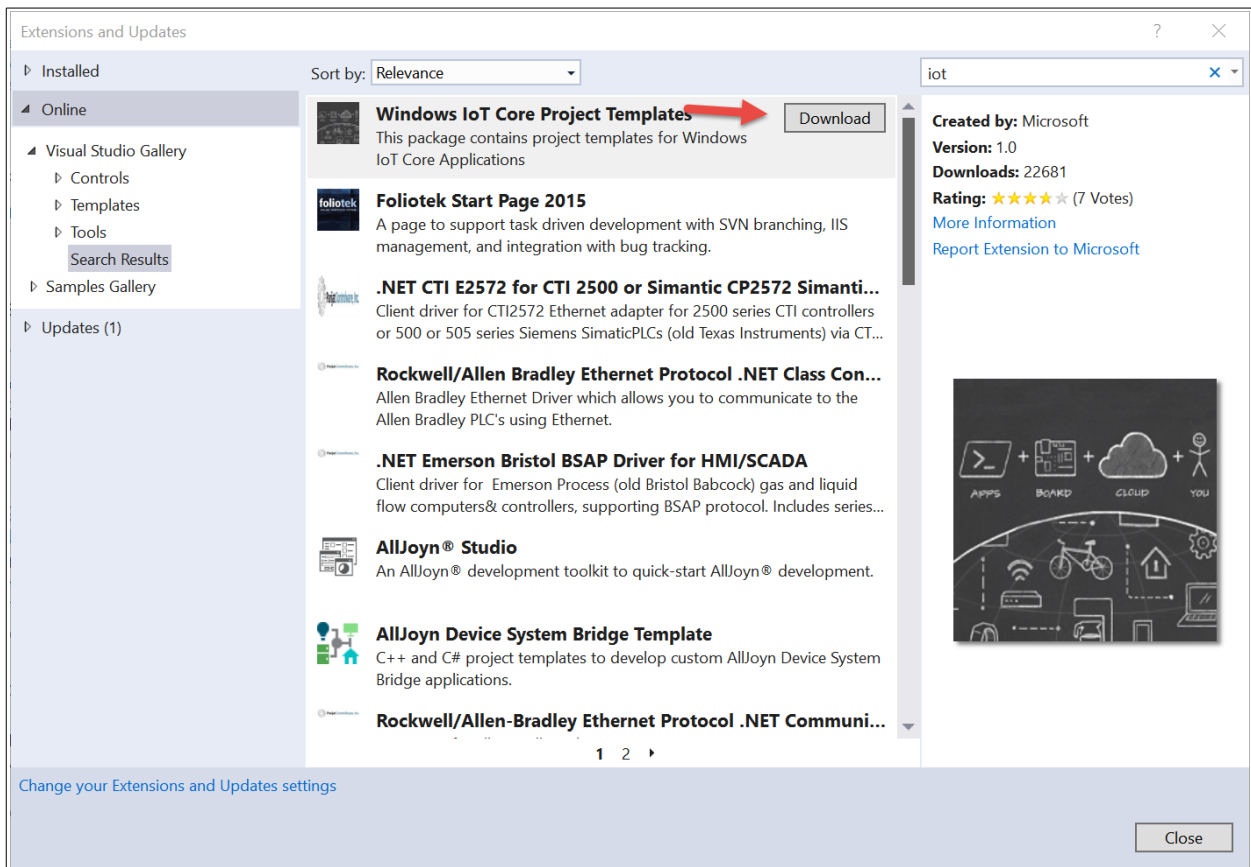 Extensions and Updates
?
Installed
Sort by: Relevance
iot
Online
Visual Studio Gallery
Controls
Templates
Tools
Search Results
Samples Gallery
Updates (1)
Windows IoT Core Project Templates
Download
This package contains project templates for Windows
IoT Core Applications
foliotek
Foliotek Start Page 2015
A page to support task driven development with SVN branching, IIS
management, and integration with bug tracking.
.NET CTI E2572 for CTI 2500 or Simantic CP2572 Simanti...
Client driver for CTI2572 Ethernet adapter for 2500 series CTI controllers
or 500 or 505 series Siemens SimaticPLCs (old Texas Instruments) via CT...
Rockwell/Allen Bradley Ethernet Protocol .NET Class Con...
Allen Bradley Ethernet Driver which allows you to communicate to the
Allen Bradley PLC's using Ethernet.
.NET Emerson Bristol BSAP Driver for HMI/SCADA
Client driver for Emerson Process (old Bristol Babcock) gas and liquid
flow computers& controllers, supporting BSAP protocol. Includes series...
AllJoyn® Studio
An AllJoyn® development toolkit to quick-start AllJoyn® development.
AllJoyn Device System Bridge Template
C++ and C# project templates to develop custom AllJoyn Device System
Bridge applications.
Rockwell/Allen-Bradley Ethernet Protocol .NET Communi...
1 2
Created by: Microsoft
Version: 1.0
Downloads: 22681
Rating: (7 Votes)
More Information
Report Extension to Microsoft
APPS + BOARD + CLOUD + YOU
Change your Extensions and Updates settings
Close